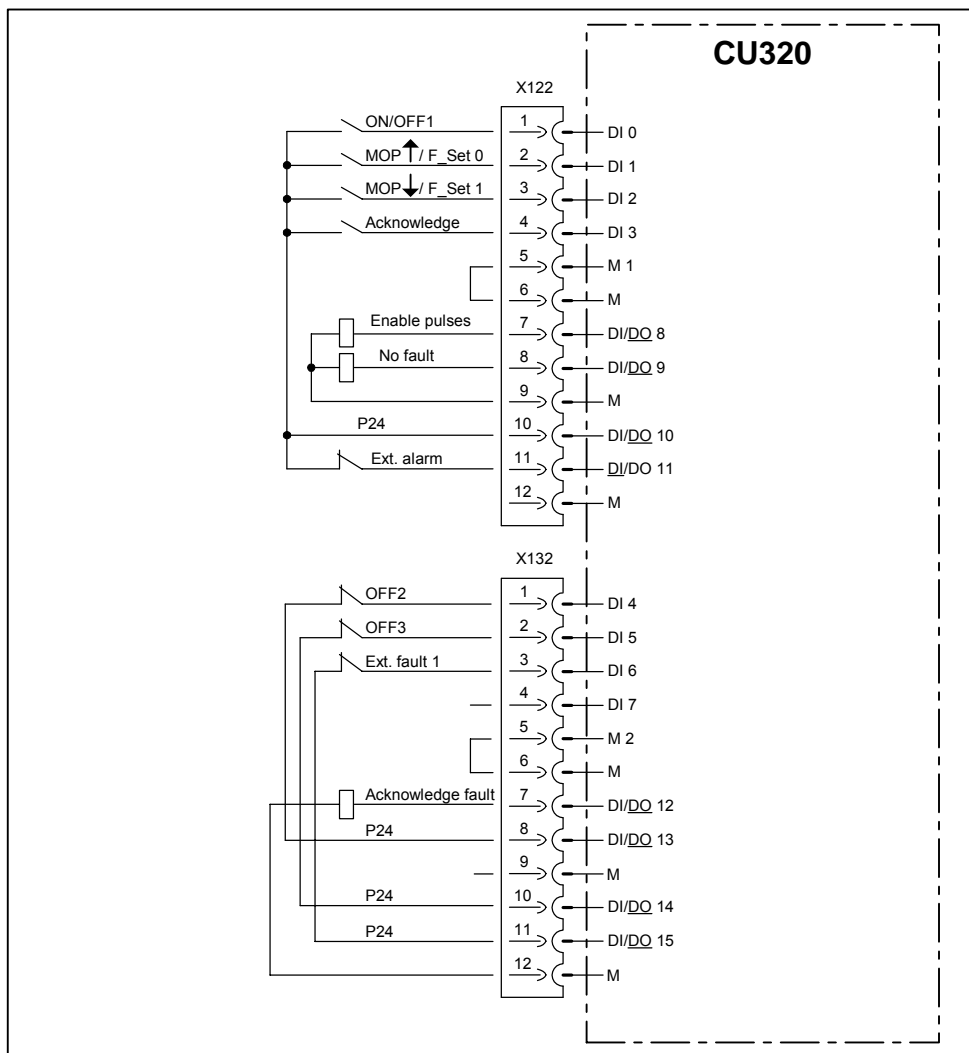 CU320
X122
ON/OFF1 1 DI 0
MOP ↑ / F_Set 0 2 DI 1
MOP ↓ / F_Set 1 3 DI 2
Acknowledge 4 DI 3
5 M 1
6 M
Enable pulses 7 DI/DO 8
No fault 8 DI/DO 9
9 M
P24 10 DI/DO 10
Ext. alarm 11 DI/DO 11
12 M
X132
OFF2 1 DI 4
OFF3 2 DI 5
Ext. fault 1 3 DI 6
4 DI 7
5 M 2
6 M
Acknowledge fault 7 DI/DO 12
P24 8 DI/DO 13
9 M
P24 10 DI/DO 14
P24 11 DI/DO 15
12 M